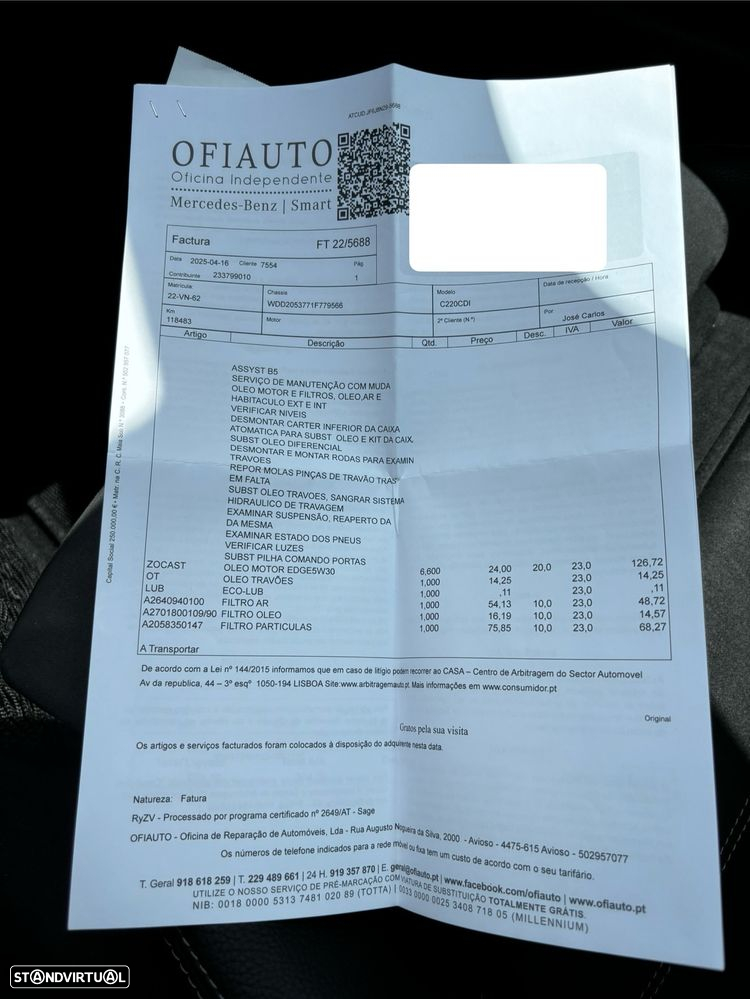 ATCUD:JF6J8N29-5688
OFIAUTO
Oficina Independente
Mercedes-Benz | Smart
Factura FT 22/5688
Data 2025-04-16 Cliente 7554 Pág
Contribuinte 233799010 1
Matrícula Chassis Modelo Data de recepção / Hora
22-VN-62 WDD2053771F779566 C220CDI
Km Motor 2º Cliente (N.º) Por
118483 José Carlos
Artigo Descrição Qtd. Preço Desc. IVA Valor
ASSYST B5
SERVIÇO DE MANUTENÇÃO COM MUDA
OLEO MOTOR E FILTROS, OLEO,AR E
HABITACULO EXT E INT
VERIFICAR NIVEIS
DESMONTAR CARTER INFERIOR DA CAIXA
ATOMATICA PARA SUBST OLEO E KIT DA CAIX
SUBST OLEO DIFERENCIAL
DESMONTAR E MONTAR RODAS PARA EXAMIN
TRAVOES
REPOR MOLAS PINÇAS DE TRAVÃO TRAS
EM FALTA
SUBST OLEO TRAVOES, SANGRAR SISTEMA
HIDRAULICO DE TRAVAGEM
EXAMINAR SUSPENSÃO, REAPERTO DA
DA MESMA
EXAMINAR ESTADO DOS PNEUS
VERIFICAR LUZES
SUBST PILHA COMANDO PORTAS
ZOCAST OLEO MOTOR EDGE5W30 6,600 24,00 20,0 23,0 126,72
OT OLEO TRAVÕES 1,000 14,25 23,0 14,25
LUB ECO-LUB 1,000 ,11 23,0 ,11
A2640940100 FILTRO AR 1,000 54,13 10,0 23,0 48,72
A2701800109/90 FILTRO OLEO 1,000 16,19 10,0 23,0 14,57
A2058350147 FILTRO PARTICULAS 1,000 75,85 10,0 23,0 68,27
A Transportar
De acordo com a Lei nº 144/2015 informamos que em caso de litígio podem recorrer ao CASA – Centro de Arbitragem do Sector Automovel
Av da republica, 44 – 3º esqº 1050-194 LISBOA Site:www.arbitragemauto.pt Mais informações em www.consumidor.pt
Original
Gratos pela sua visita
Os artigos e serviços facturados foram colocados à disposição do adquirente nesta data.
Natureza: Fatura
RyZV - Processado por programa certificado nº 2649/AT - Sage
OFIAUTO - Oficina de Reparação de Automóveis, Lda - Rua Augusto Nogueira da Silva, 2000 - Avioso - 4475-615 Avioso - 502957077
Os números de telefone indicados para a rede móvel ou fixa tem um custo de acordo com o seu tarifário.
T. Geral 918 618 259 | T. 229 489 661 | 24 H. 919 357 870 | E. geral@ofiauto.pt | www.facebook.com/ofiauto | www.ofiauto.pt
UTILIZE O NOSSO SERVIÇO DE PRÉ-MARCAÇÃO COM VIATURA DE SUBSTITUIÇÃO TOTALMENTE GRÁTIS.
NIB: 0018 0000 5313 7481 020 89 (TOTTA) | 0033 0000 0025 3408 718 05 (MILLENNIUM)
STANDVIRTUAL